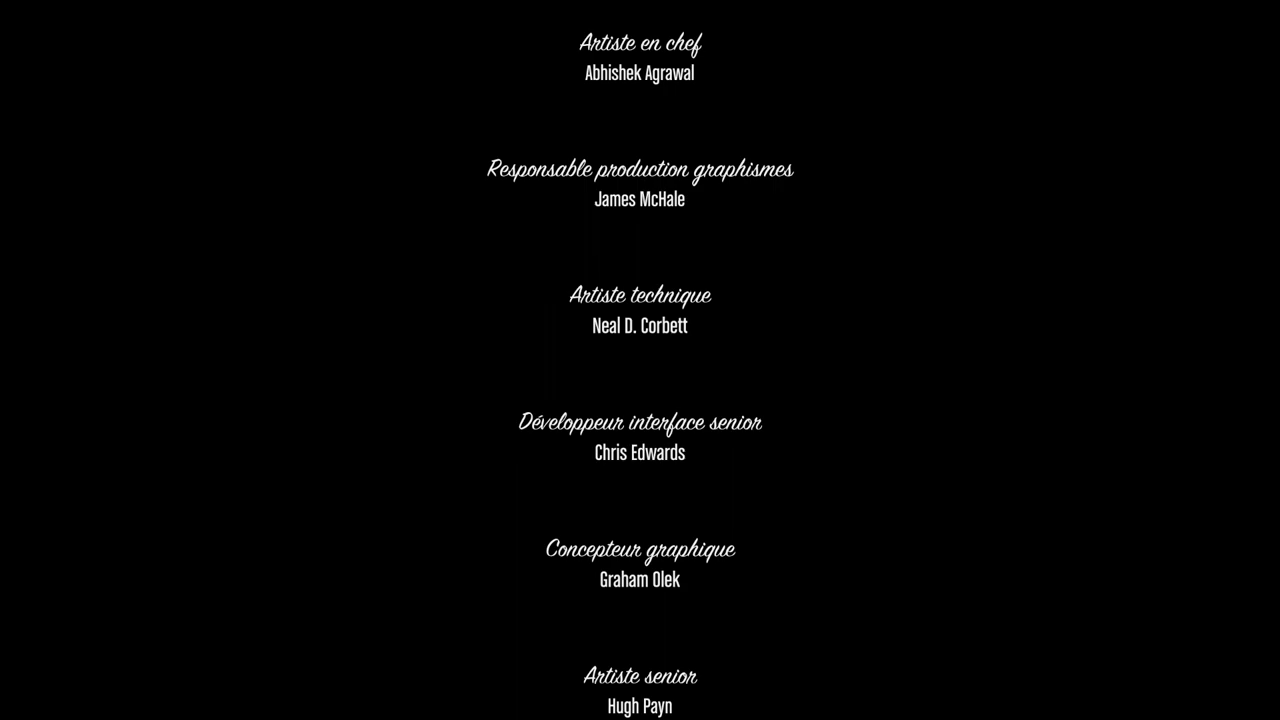 Artiste en chef
Abhishek Agrawal
Responsable production graphismes
James McHale
Artiste technique
Neal D. Corbett
Développeur interface senior
Chris Edwards
Concepteur graphique
Graham Olek
Artiste senior
Hugh Payn